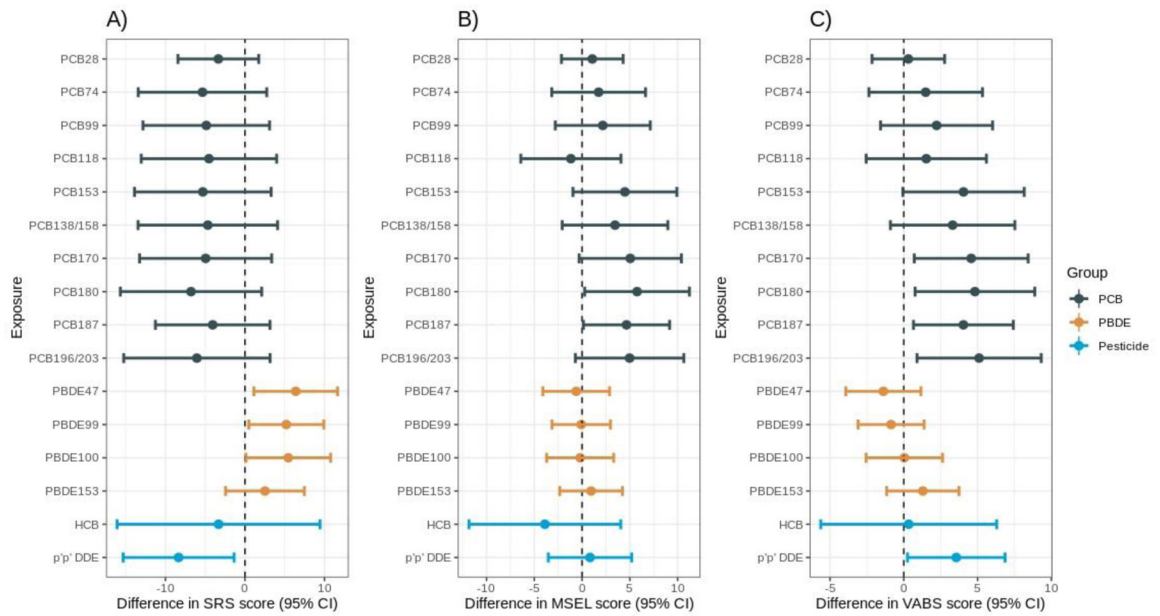 A)
PCB28
PCB74
PCB99
PCB118
PCB153
PCB138/158
PCB170
PCB180
PCB187
PCB196/203
PBDE47
PBDE99
PBDE100
PBDE153
HCB
p'p' DDE
Exposure
-10 0 10
Difference in SRS score (95% CI)
B)
PCB28
PCB74
PCB99
PCB118
PCB153
PCB138/158
PCB170
PCB180
PCB187
PCB196/203
PBDE47
PBDE99
PBDE100
PBDE153
HCB
p'p' DDE
Exposure
-10 -5 0 5 10
Difference in MSEL score (95% CI)
C)
PCB28
PCB74
PCB99
PCB118
PCB153
PCB138/158
PCB170
PCB180
PCB187
PCB196/203
PBDE47
PBDE99
PBDE100
PBDE153
HCB
p'p' DDE
Exposure
-5 0 5 10
Difference in VABS score (95% CI)
Group
PCB
PBDE
Pesticide